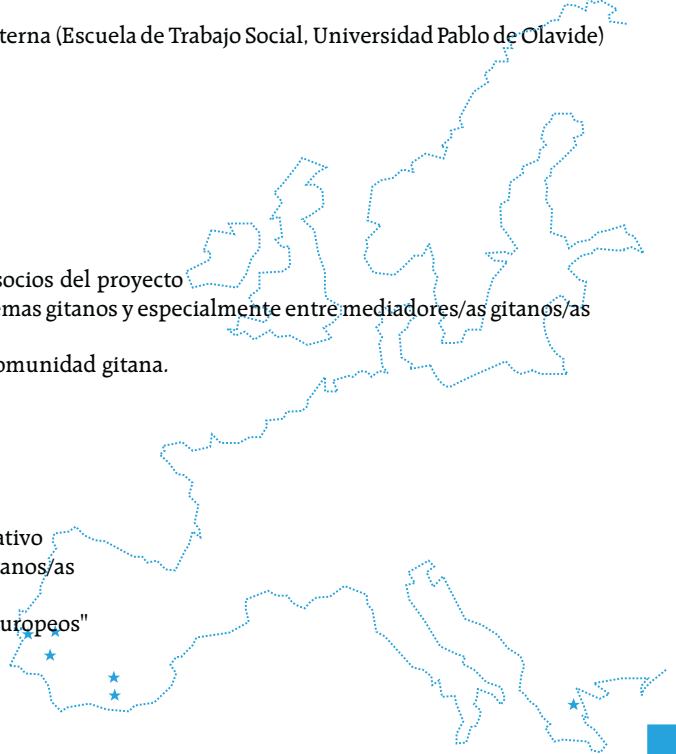 terna (Escuela de Trabajo Social, Universidad Pablo de Olavide)
socios del proyecto
emas gitanos y especialmente entre mediadores/as gitanos/as
omunidad gitana.
ativo
anos/as
uropeos"